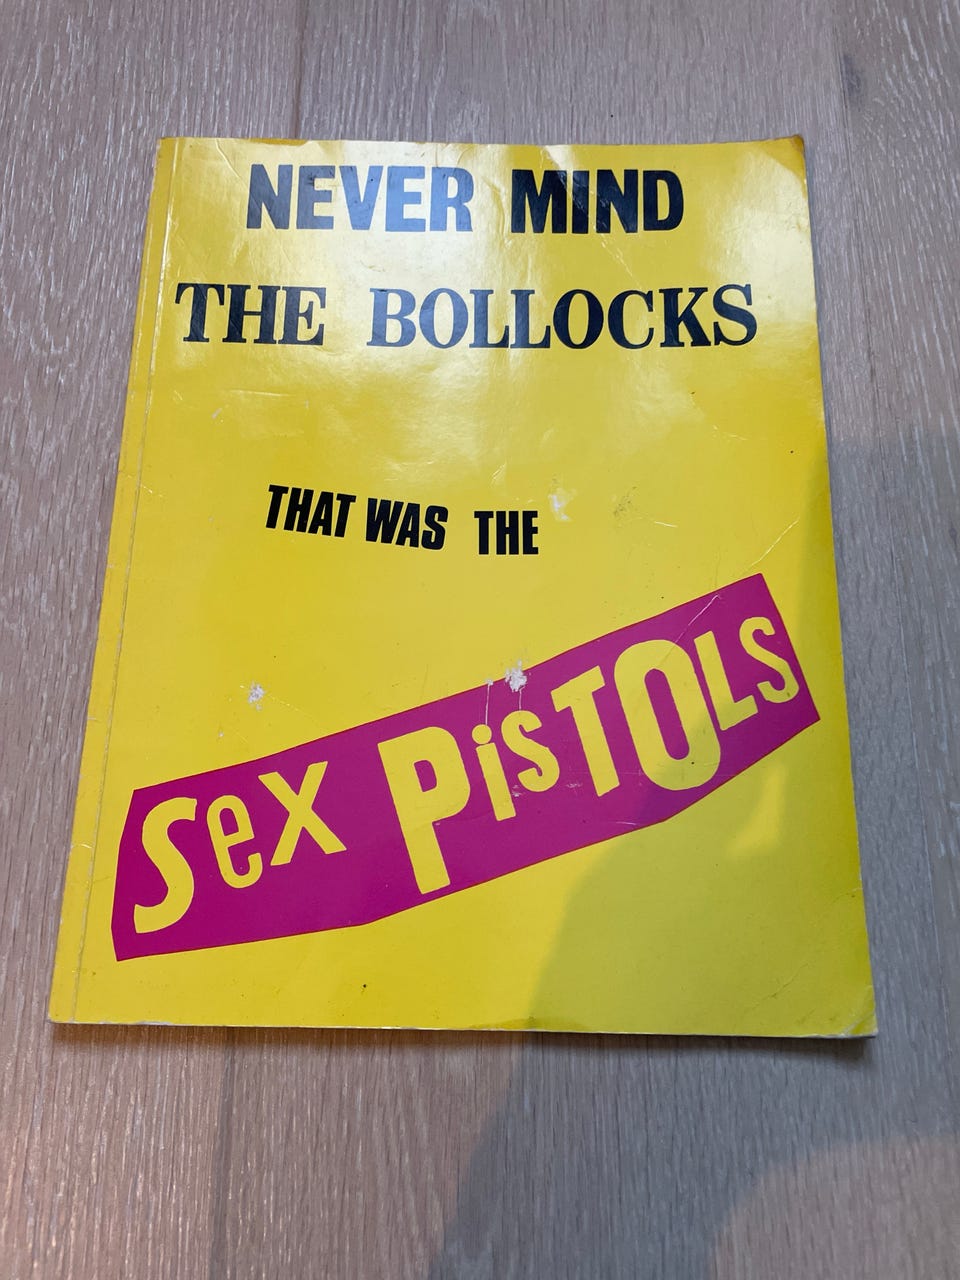 NEVER MIND
THE BOLLOCKS
THAT WAS THE
SeX PiSTOLS